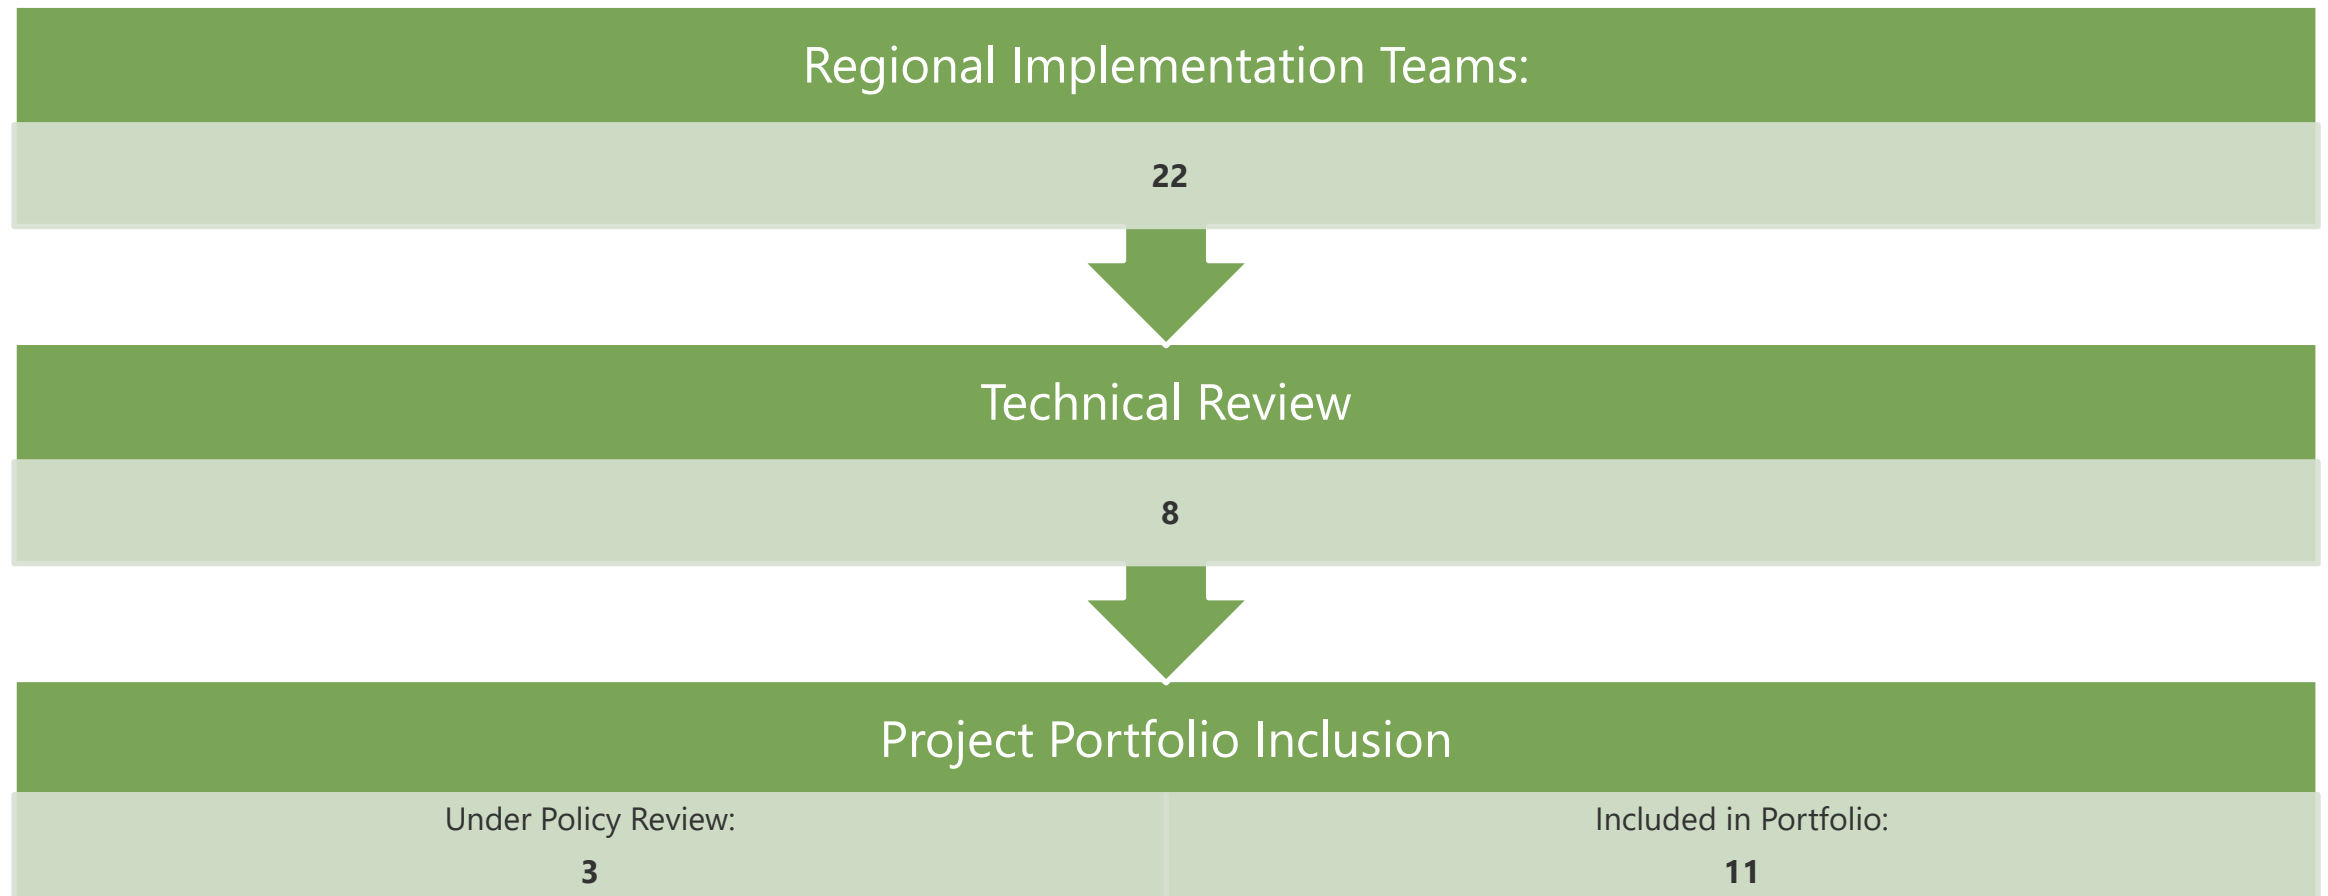 Regional Implementation Teams:
22
Technical Review
8
Project Portfolio Inclusion
Under Policy Review:
3
Included in Portfolio:
11